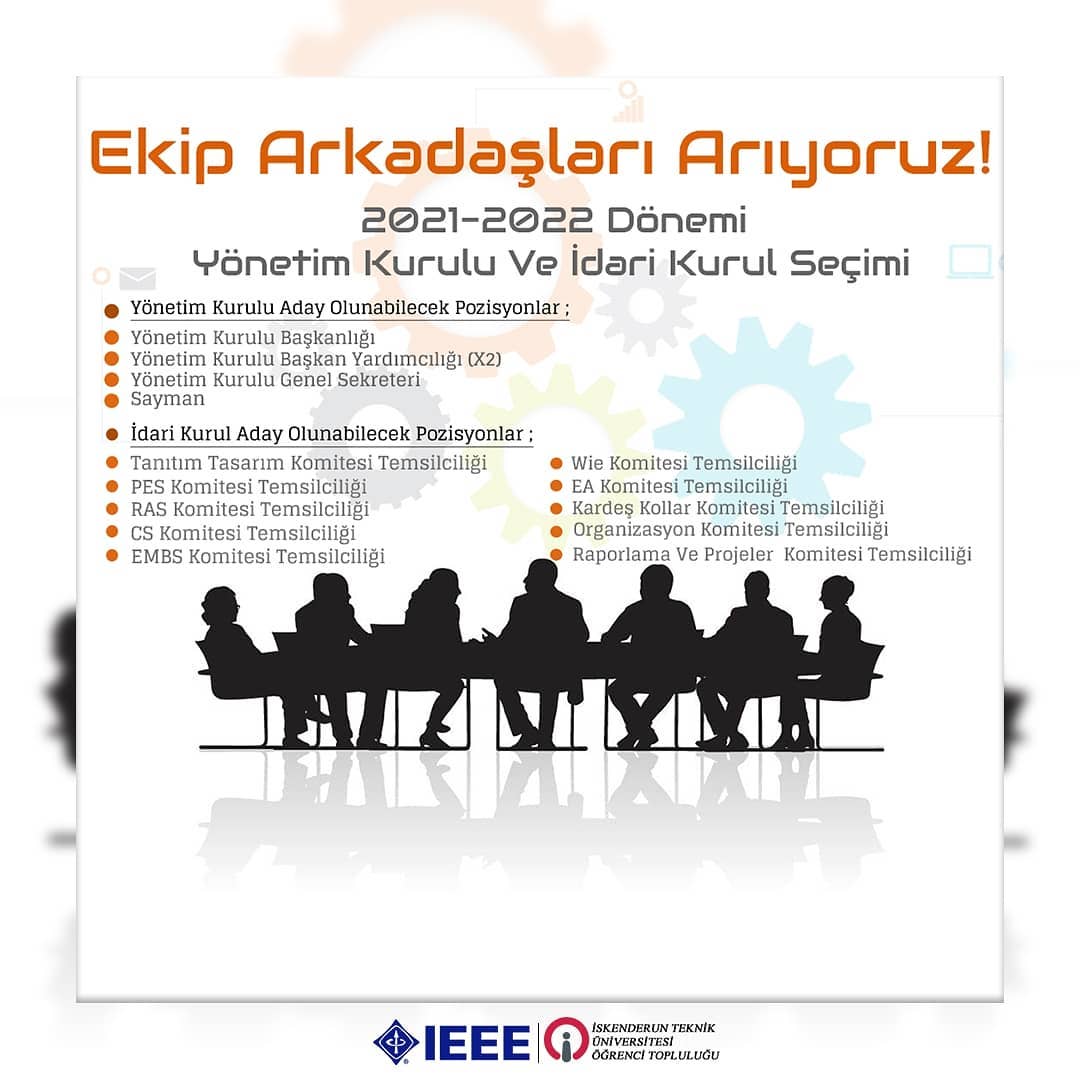 Ekip Arkadaşları Arıyoruz!
2021-2022 Dönemi
Yönetim Kurulu Ve İdari Kurul Seçimi
Yönetim Kurulu Aday Olunabilecek Pozisyonlar ;
Yönetim Kurulu Başkanlığı
Yönetim Kurulu Başkan Yardımcılığı (X2)
Yönetim Kurulu Genel Sekreteri
Sayman
İdari Kurul Aday Olunabilecek Pozisyonlar ;
Tanıtım Tasarım Komitesi Temsilciliği
PES Komitesi Temsilciliği
RAS Komitesi Temsilciliği
CS Komitesi Temsilciliği
EMBS Komitesi Temsilciliği
Wie Komitesi Temsilciliği
EA Komitesi Temsilciliği
Kardeş Kollar Komitesi Temsilciliği
Organizasyon Komitesi Temsilciliği
Raporlama Ve Projeler Komitesi Temsilciliği
IEEE
İSKENDERUN TEKNİK
ÜNİVERSİTESİ
ÖĞRENCİ TOPLULUĞU